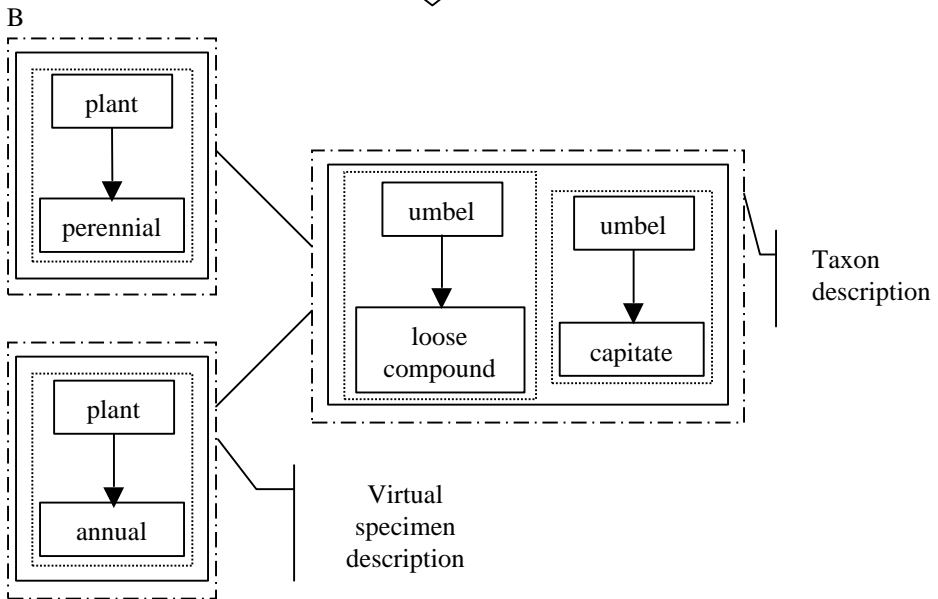 B
plant
perennial
umbel
loose
compound
umbel
capitate
Taxon
description
plant
annual
Virtual
specimen
description